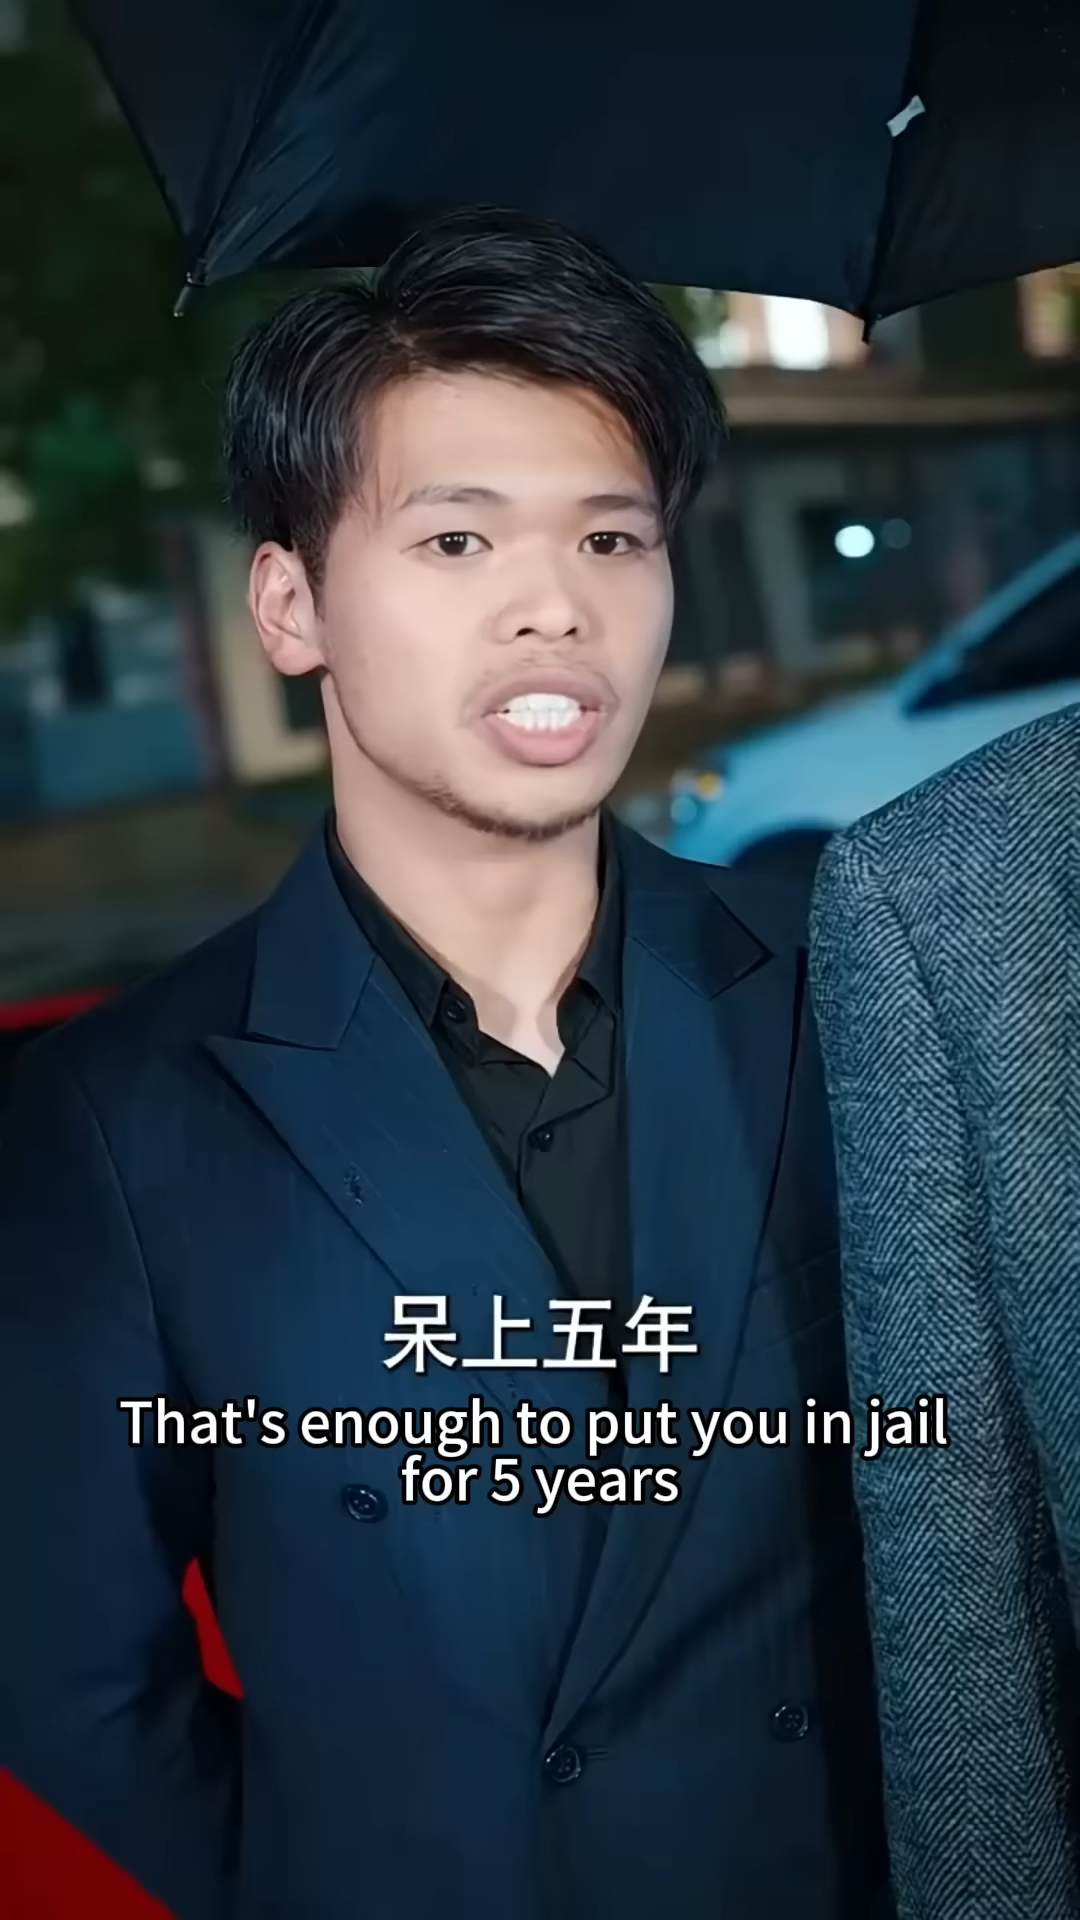 呆上五年
That's enough to put you in jail
for 5 years